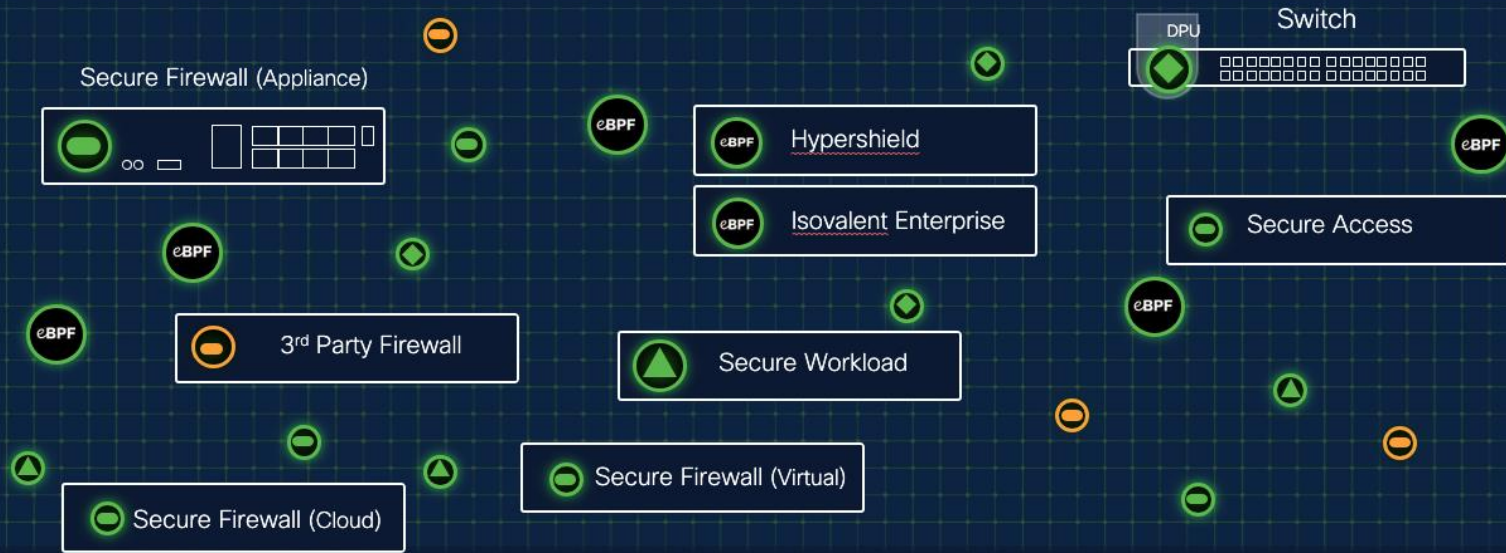 Switch
DPU
Secure Firewall (Appliance)
eBPF
eBPF
Hypershield
eBPF
eBPF
Isovalent Enterprise
Secure Access
eBPF
eBPF
eBPF
3rd Party Firewall
Secure Workload
Secure Firewall (Virtual)
Secure Firewall (Cloud)